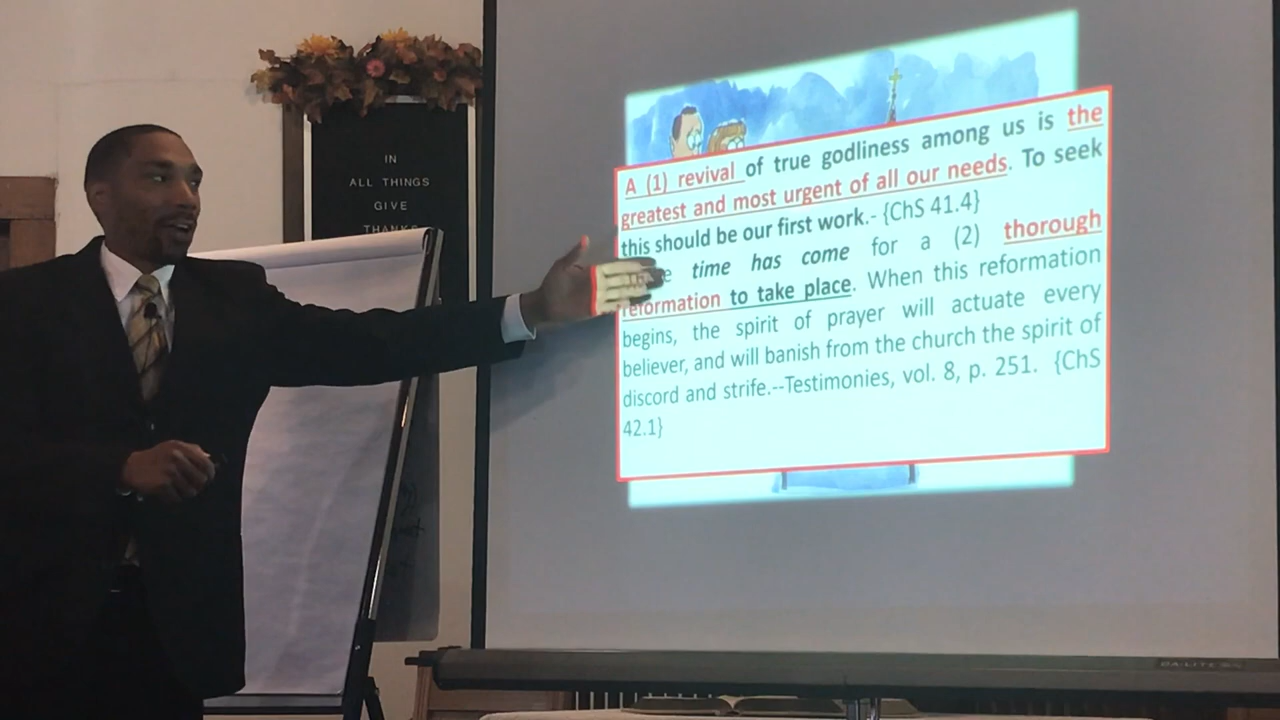 IN
ALL THINGS
GIVE
THANKS
A (1) revival of true godliness among us is the
greatest and most urgent of all our needs. To seek
this should be our first work.- {ChS 41.4}
time has come for a (2) thorough
reformation to take place. When this reformation
begins, the spirit of prayer will actuate every
believer, and will banish from the church the spirit of
discord and strife.--Testimonies, vol. 8, p. 251. {ChS
42.1}
DA-LITE